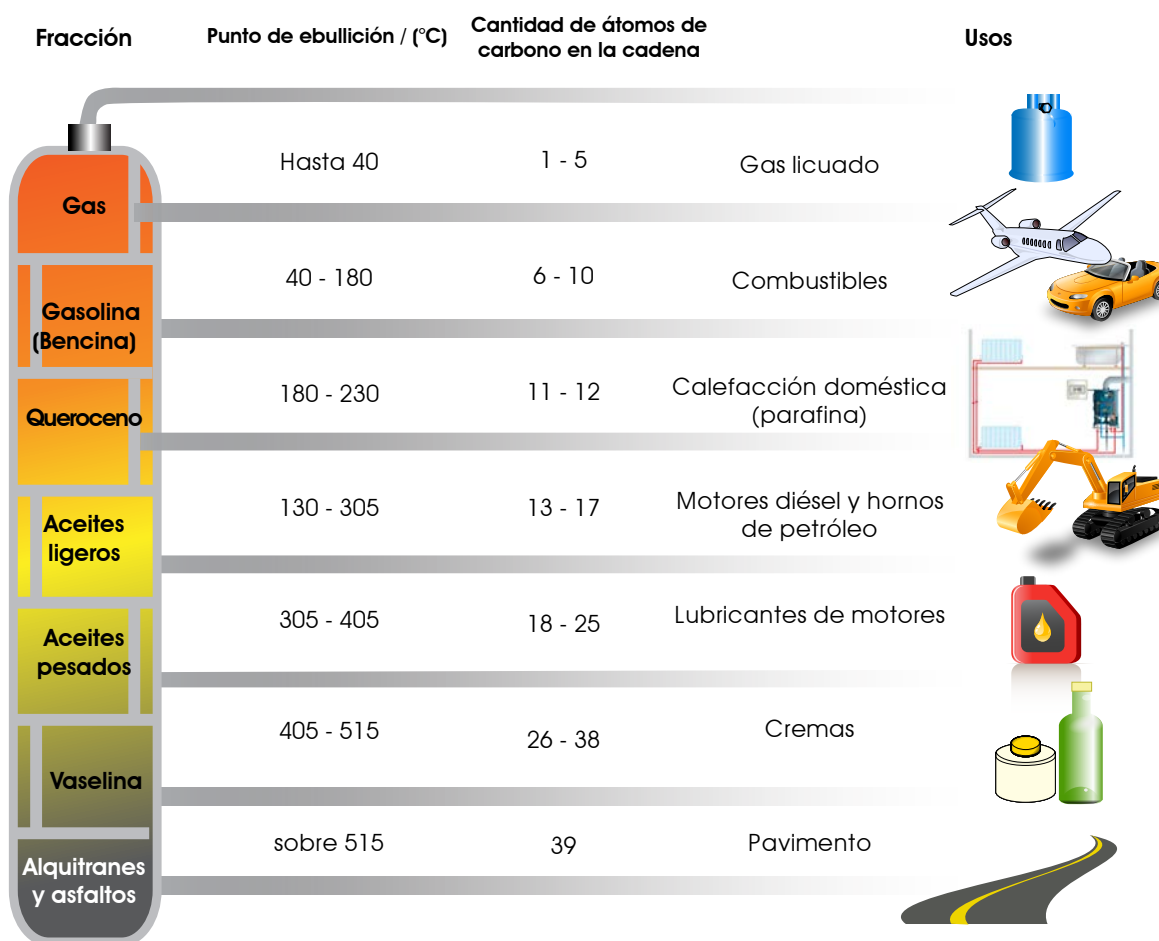 Fracción
Punto de ebullición / (°C)
Cantidad de átomos de
carbono en la cadena
Usos
Gas
Hasta 40
1 - 5
Gas licuado
Gasolina
(Bencina)
40 - 180
6 - 10
Combustibles
Queroceno
180 - 230
11 - 12
Calefacción doméstica
(parafina)
Aceites
ligeros
130 - 305
13 - 17
Motores diésel y hornos
de petróleo
Aceites
pesados
305 - 405
18 - 25
Lubricantes de motores
Vaselina
405 - 515
26 - 38
Cremas
Alquitranes
y asfaltos
sobre 515
39
Pavimento